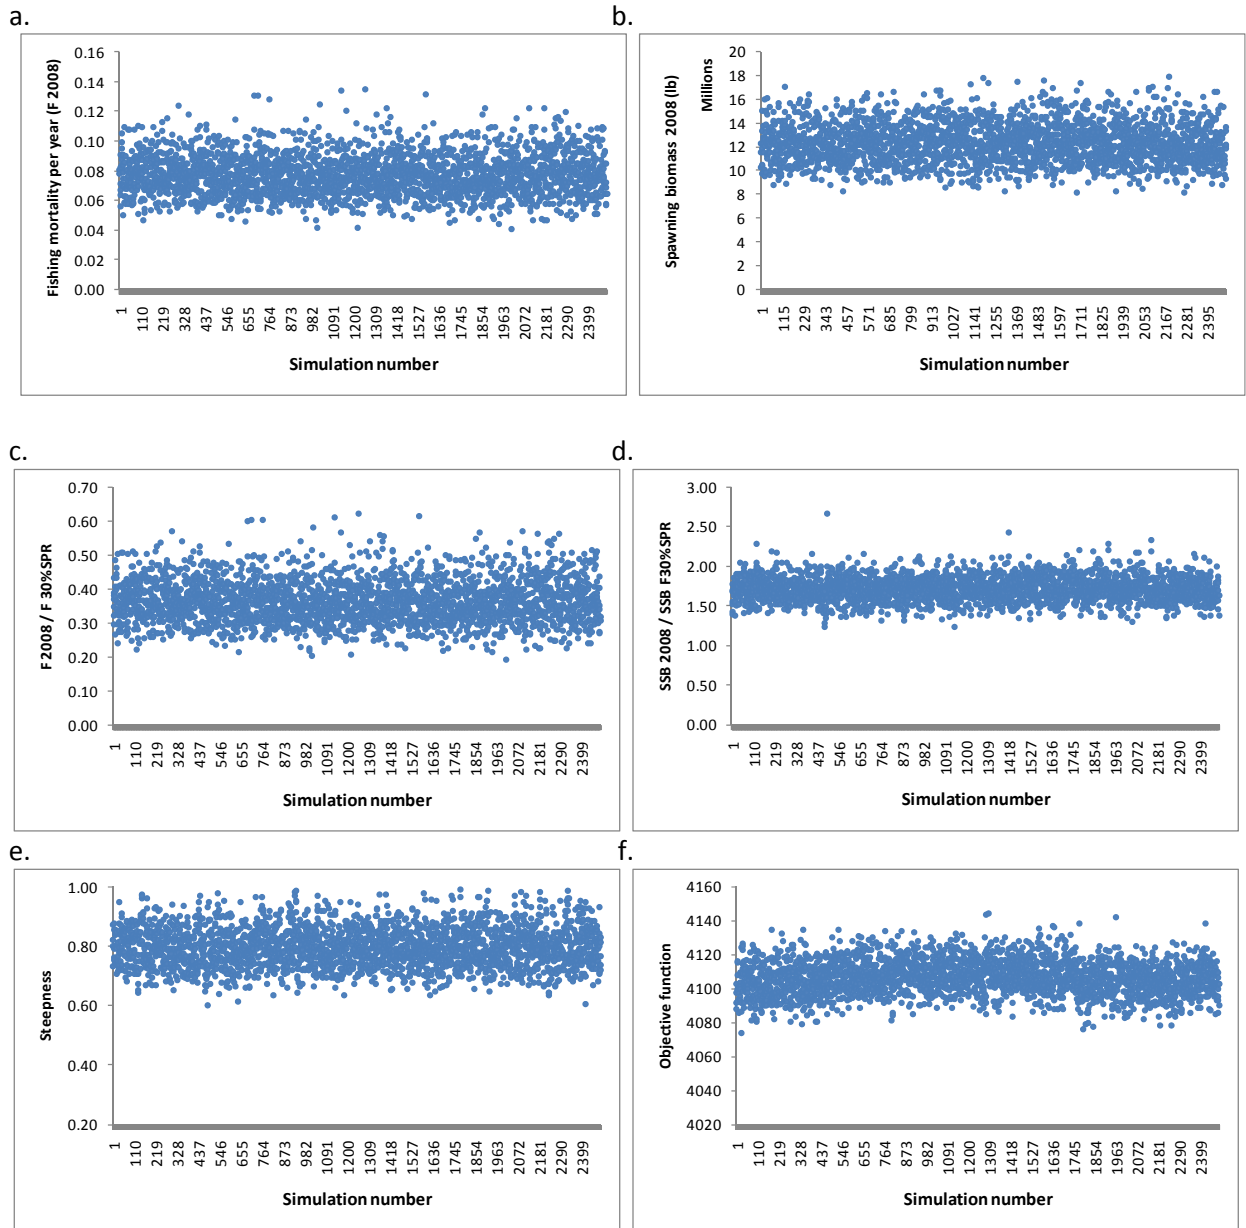 a.
Fishing mortality per year (F 2008)
0.16
0.14
0.12
0.10
0.08
0.06
0.04
0.02
0.00
1 110 219 328 437 546 655 764 873 982 1091 1200 1309 1418 1527 1636 1745 1854 1963 2072 2181 2290 2399
Simulation number
b.
Spawning biomass 2008 (lb)
Millions
20
18
16
14
12
10
8
6
4
2
0
1 115 229 343 457 571 685 799 913 1027 1141 1255 1369 1483 1597 1711 1825 1939 2053 2167 2281 2395
Simulation number
c.
F 2008 / F 30%SPR
0.70
0.60
0.50
0.40
0.30
0.20
0.10
0.00
1 110 219 328 437 546 655 764 873 982 1091 1200 1309 1418 1527 1636 1745 1854 1963 2072 2181 2290 2399
Simulation number
d.
SSB 2008 / SSB F30%SPR
3.00
2.50
2.00
1.50
1.00
0.50
0.00
1 110 219 328 437 546 655 764 873 982 1091 1200 1309 1418 1527 1636 1745 1854 1963 2072 2181 2290 2399
Simulation number
e.
Steepness
1.00
0.80
0.60
0.40
0.20
1 110 219 328 437 546 655 764 873 982 1091 1200 1309 1418 1527 1636 1745 1854 1963 2072 2181 2290 2399
Simulation number
f.
Objective function
4160
4140
4120
4100
4080
4060
4040
4020
1 110 219 328 437 546 655 764 873 982 1091 1200 1309 1418 1527 1636 1745 1854 1963 2072 2181 2290 2399
Simulation number